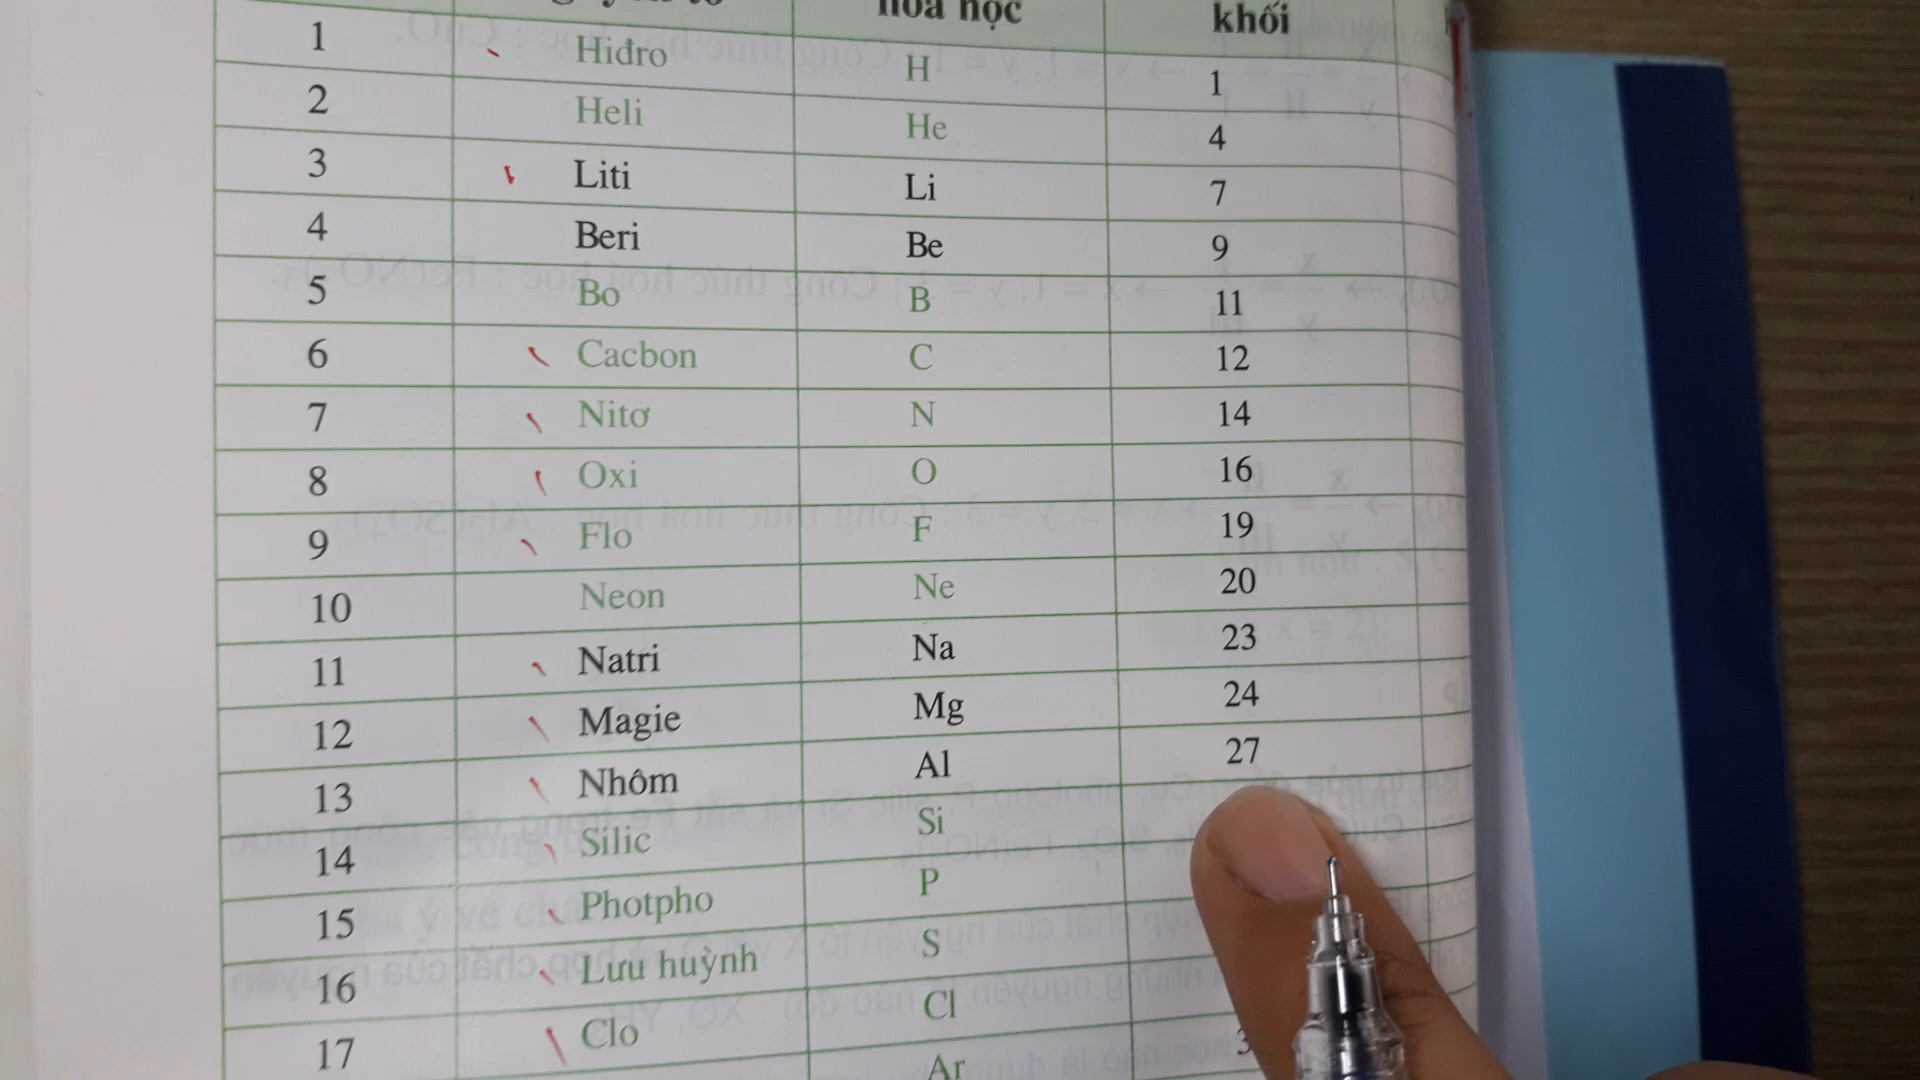 hoá học khối
1 Hiđro H 1
2 Heli He 4
3 Liti Li 7
4 Beri Be 9
5 Bo B 11
6 Cacbon C 12
7 Nitơ N 14
8 Oxi O 16
9 Flo F 19
10 Neon Ne 20
11 Natri Na 23
12 Magie Mg 24
13 Nhôm Al 27
14 Silic Si
15 Photpho P
16 Lưu huỳnh S
17 Clo Cl
Ar